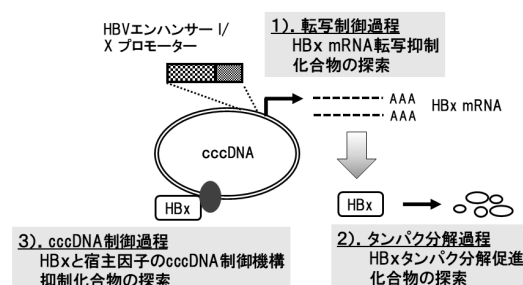 HBVエンハンサー I/
X プロモーター
1). 転写制御過程
HBx mRNA転写抑制
化合物の探索
AAA
AAA
HBx mRNA
cccDNA
HBx
HBx
3). cccDNA制御過程
HBxと宿主因子のcccDNA制御機構
抑制化合物の探索
2). タンパク分解過程
HBxタンパク分解促進
化合物の探索